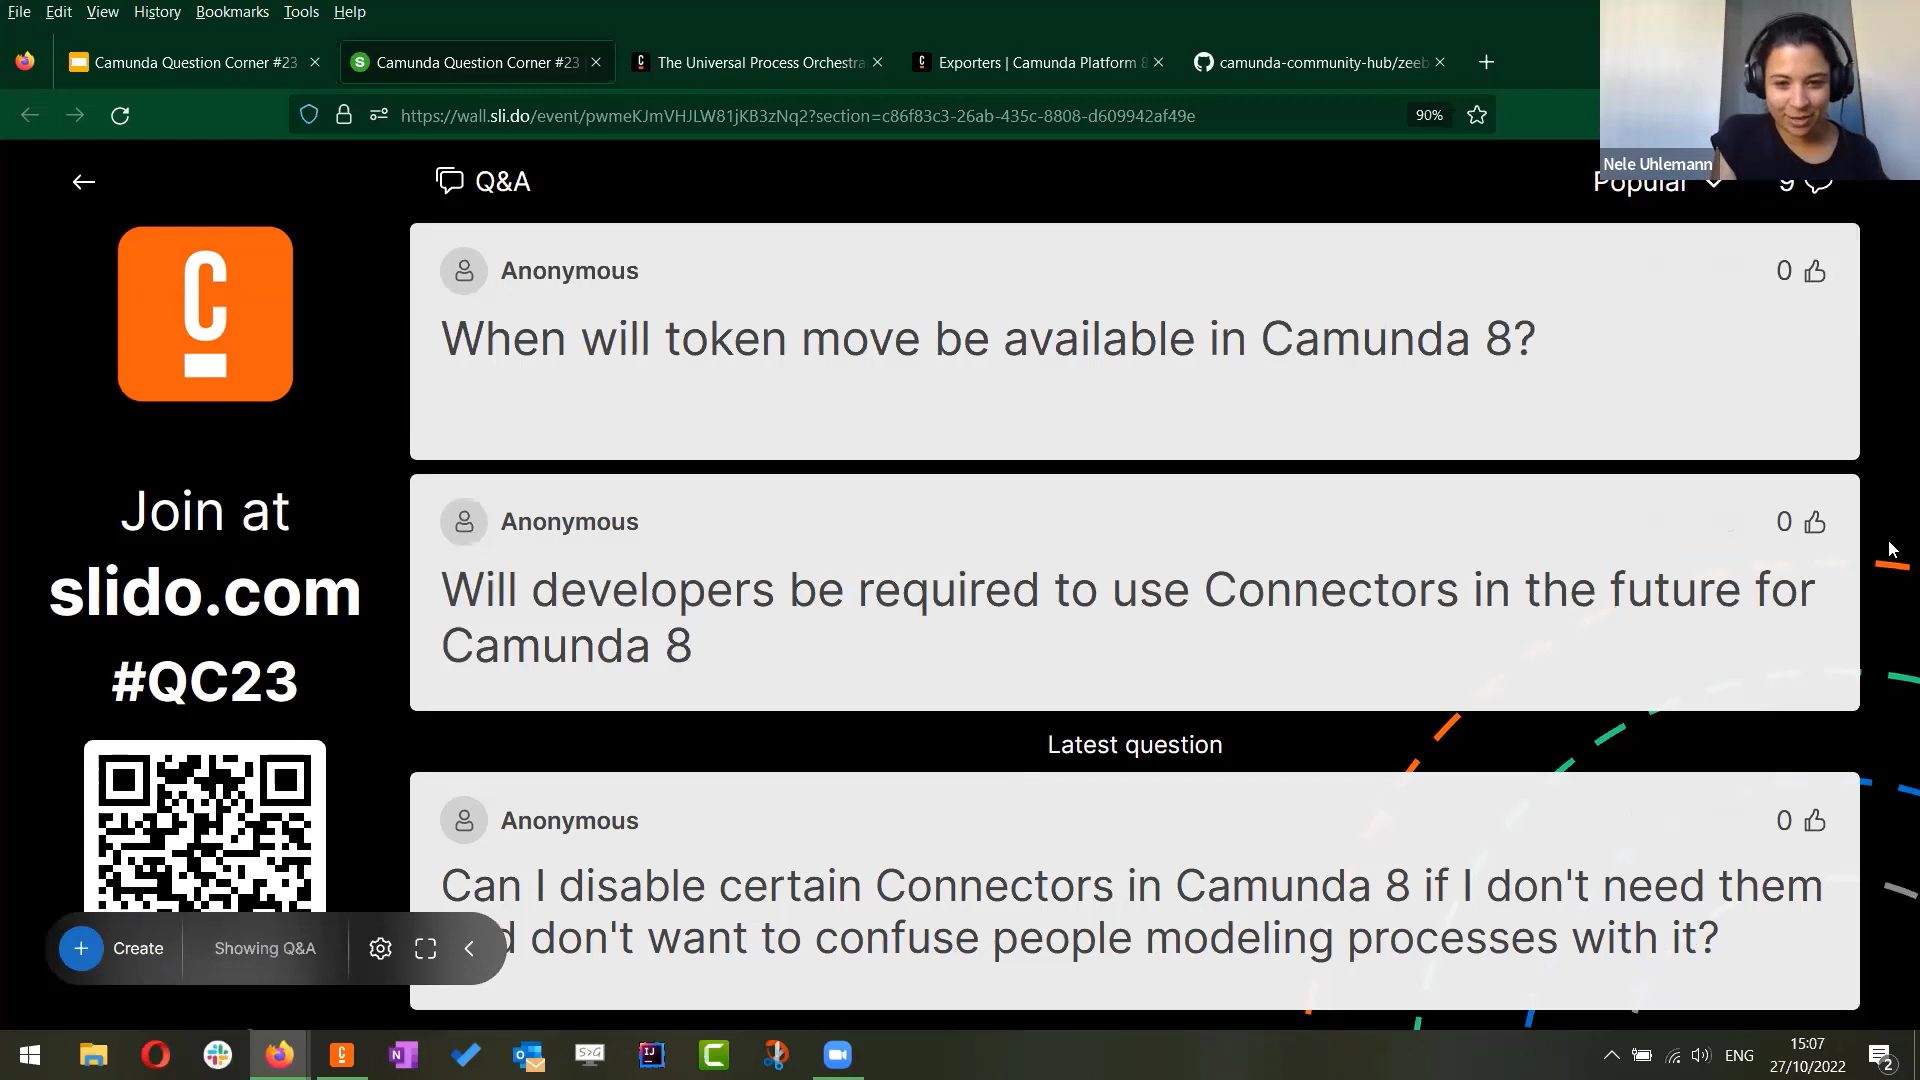 File Edit View History Bookmarks Tools Help
Camunda Question Corner #23
Camunda Question Corner #23
The Universal Process Orchestra
Exporters | Camunda Platform 8
camunda-community-hub/zeeb
https://wall.sli.do/event/pwmeKJmVHJLW81jKB3zNq2?section=c86f83c3-26ab-435c-8808-d609942af49e
90%
Nele Uhlemann
Q&A
Popular
9
Anonymous
0
When will token move be available in Camunda 8?
Join at
slido.com
#QC23
Anonymous
0
Will developers be required to use Connectors in the future for
Camunda 8
Latest question
Anonymous
0
Can I disable certain Connectors in Camunda 8 if I don't need them
d don't want to confuse people modeling processes with it?
Create
Showing Q&A
ENG
15:07
27/10/2022
2